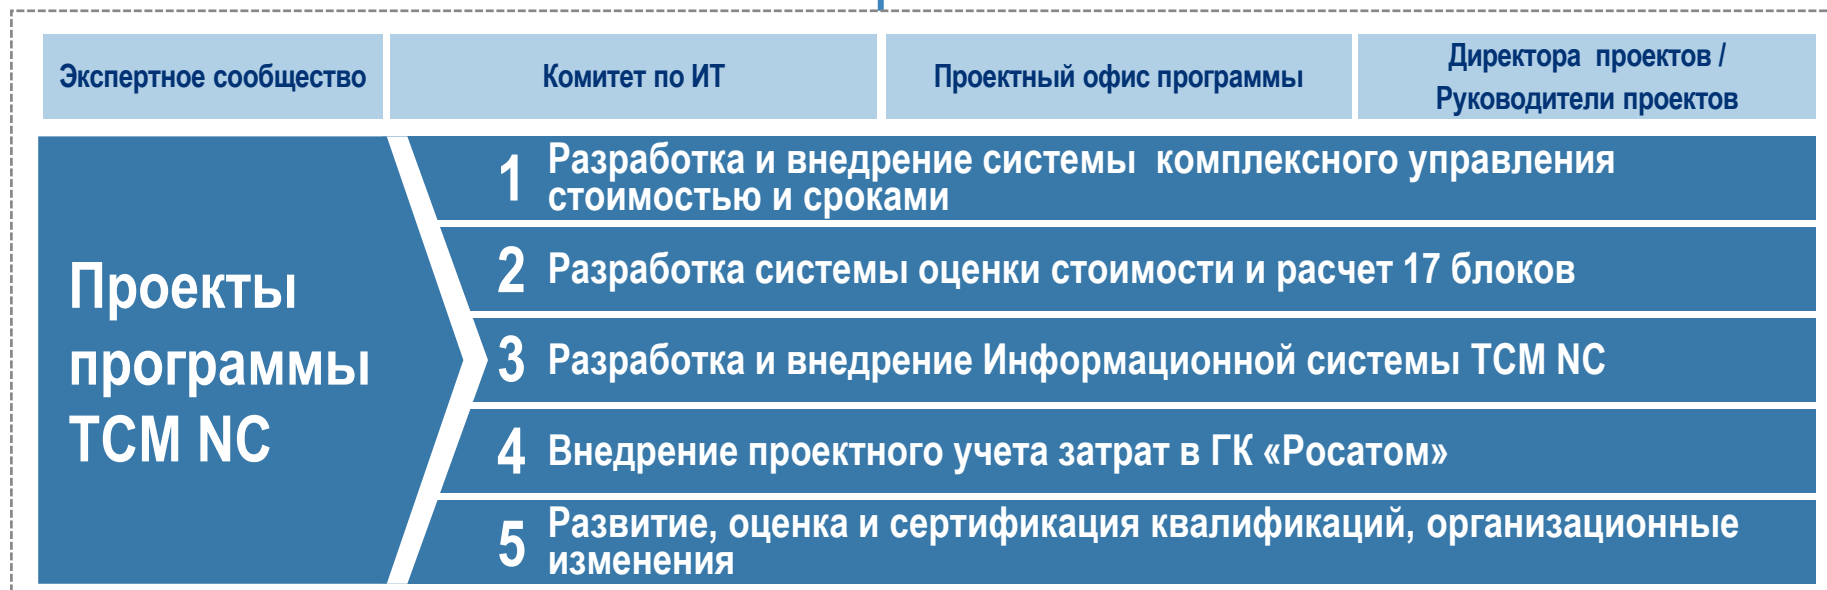 Экспертное сообщество
Комитет по ИТ
Проектный офис программы
Директора проектов /
Руководители проектов
Проекты
программы
TCM NC
1 Разработка и внедрение системы комплексного управления
стоимостью и сроками
2 Разработка системы оценки стоимости и расчет 17 блоков
3 Разработка и внедрение Информационной системы TCM NC
4 Внедрение проектного учета затрат в ГК «Росатом»
5 Развитие, оценка и сертификация квалификаций, организационные
изменения